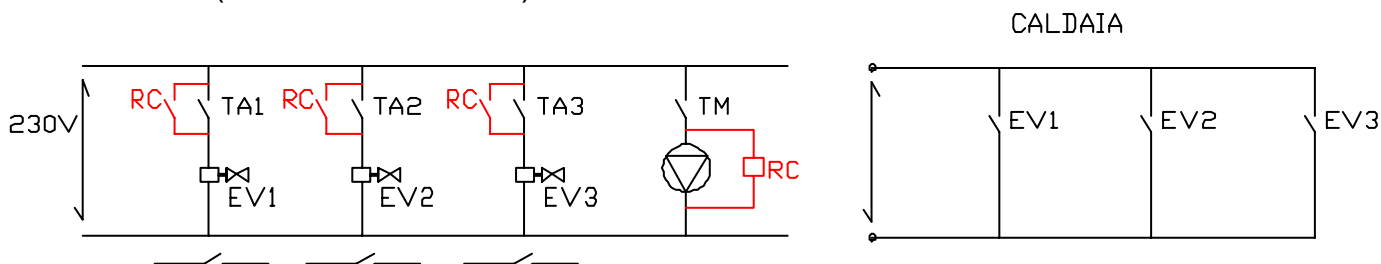 CALDAIA
RC TA1 RC TA2 RC TA3 TM
230V EV1 EV2 EV3
RC
EV1 EV2 EV3